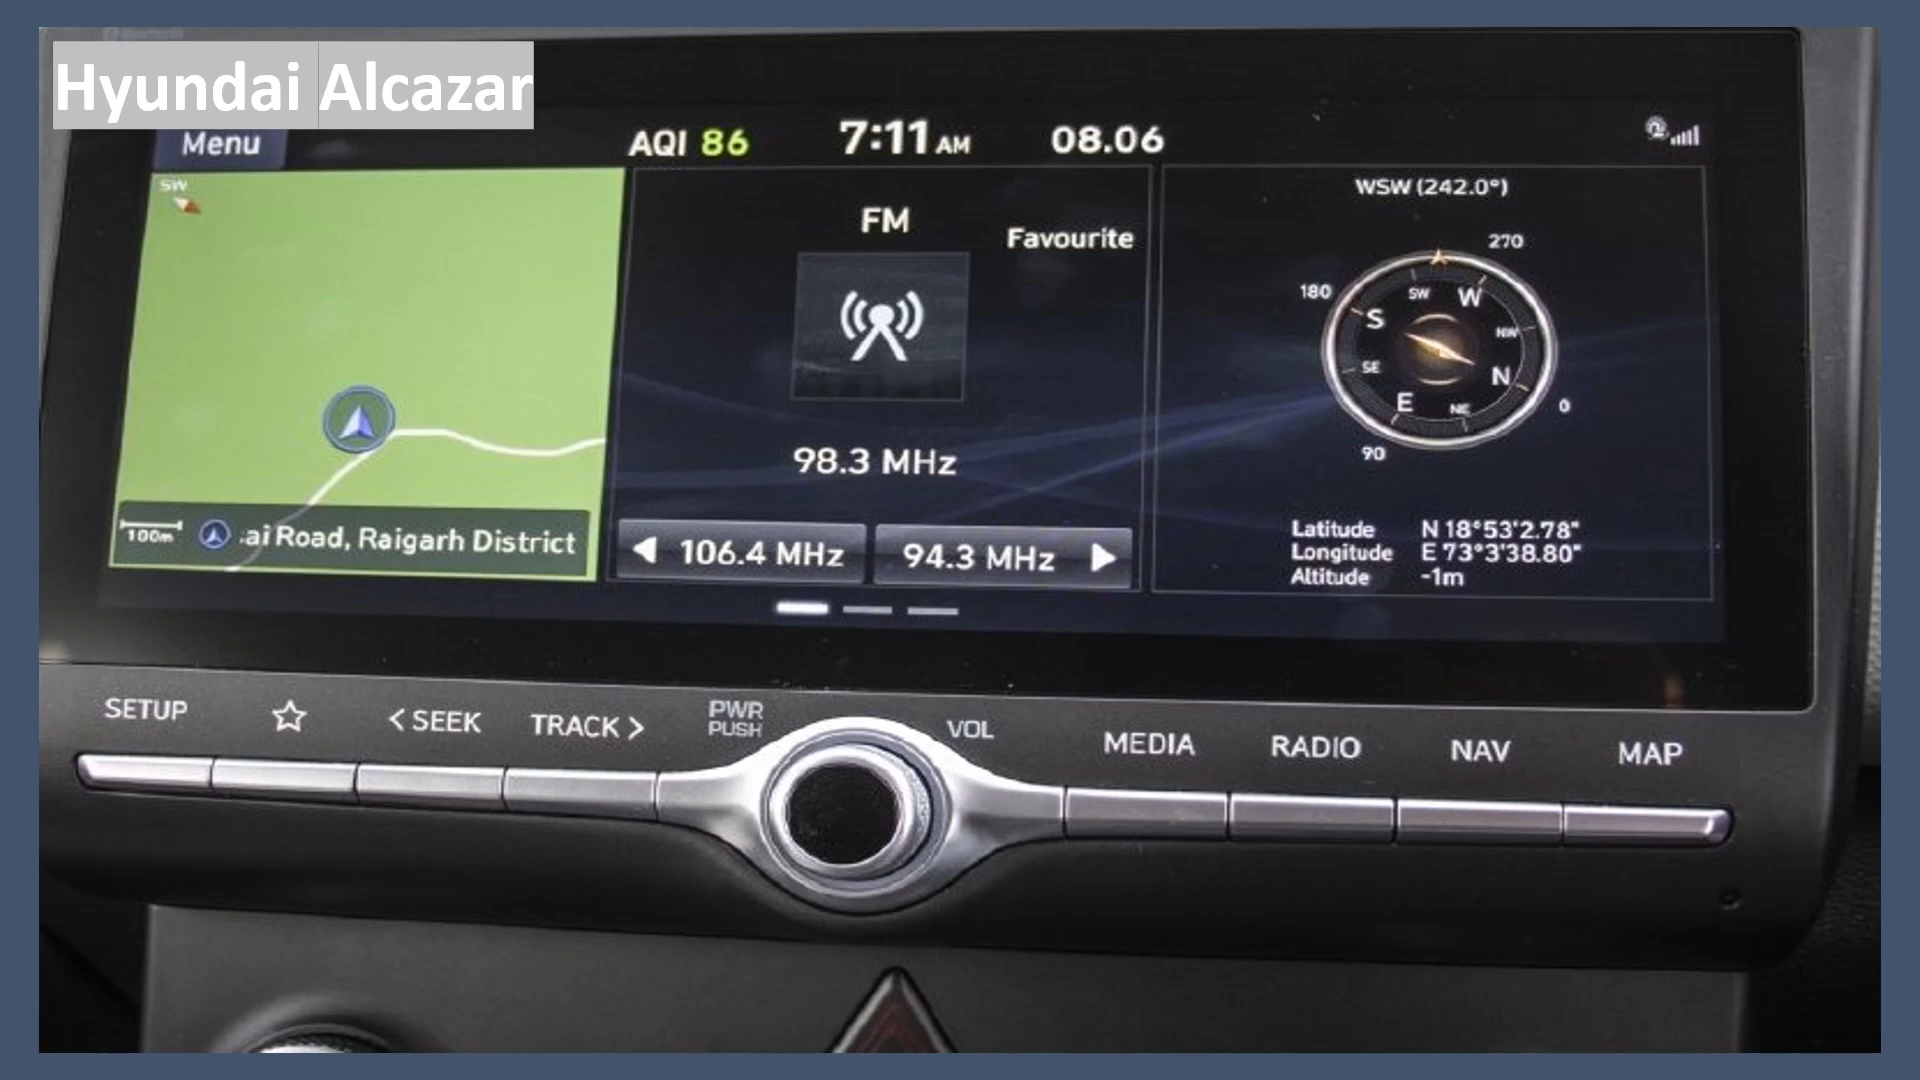 Hyundai Alcazar
Menu
AQI 86
7:11 AM
08.06
SW
100m
.ai Road, Raigarh District
FM
Favourite
98.3 MHz
106.4 MHz
94.3 MHz
WSW (242.0°)
270
180
0
90
SW
W
S
NW
SE
N
E
NE
Latitude N 18°53'2.78"
Longitude E 73°3'38.80"
Altitude -1m
SETUP
< SEEK
TRACK >
PWR
PUSH
VOL
MEDIA
RADIO
NAV
MAP